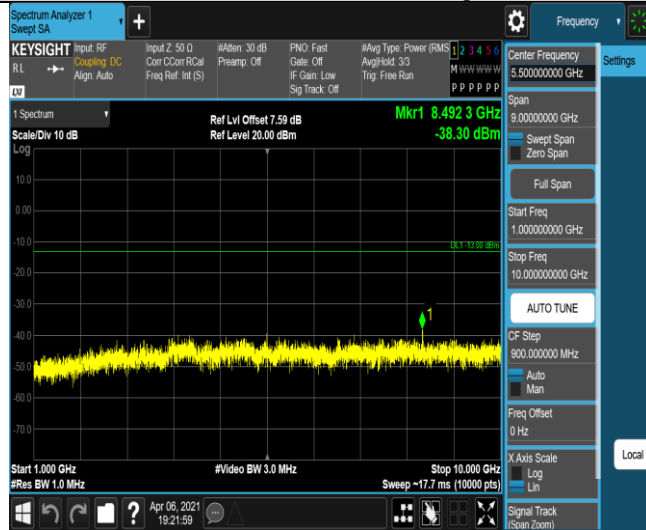 Spectrum Analyzer 1
Swept SA
Frequency
KEYSIGHT
RL
LXI
Input: RF
Coupling: DC
Align: Auto
Input Z: 50 Ω
Corr CCorr RCal
Freq Ref: Int (S)
#Atten: 30 dB
Preamp: Off
PNO: Fast
Gate: Off
IF Gain: Low
Sig Track: Off
#Avg Type: Power (RMS
Avg|Hold: 3/3
Trig: Free Run
1 2 3 4 5 6
M W W W W W
P P P P P P
1 Spectrum
Scale/Div 10 dB
Log
Ref Lvl Offset 7.59 dB
Ref Level 20.00 dBm
Mkr1 8.492 3 GHz
-38.30 dBm
10.0
0.00
-10.0
DL1 -13.00 dBm
-20.0
-30.0
1
-40.0
-50.0
-60.0
-70.0
Start 1.000 GHz
#Res BW 1.0 MHz
#Video BW 3.0 MHz
Stop 10.000 GHz
Sweep ~17.7 ms (10000 pts)
Apr 06, 2021
19:21:59
Center Frequency
5.500000000 GHz
Settings
Span
9.00000000 GHz
Swept Span
Zero Span
Full Span
Start Freq
1.000000000 GHz
Stop Freq
10.000000000 GHz
AUTO TUNE
CF Step
900.000000 MHz
Auto
Man
Freq Offset
0 Hz
X Axis Scale
Log
Lin
Local
Signal Track
(Span Zoom)